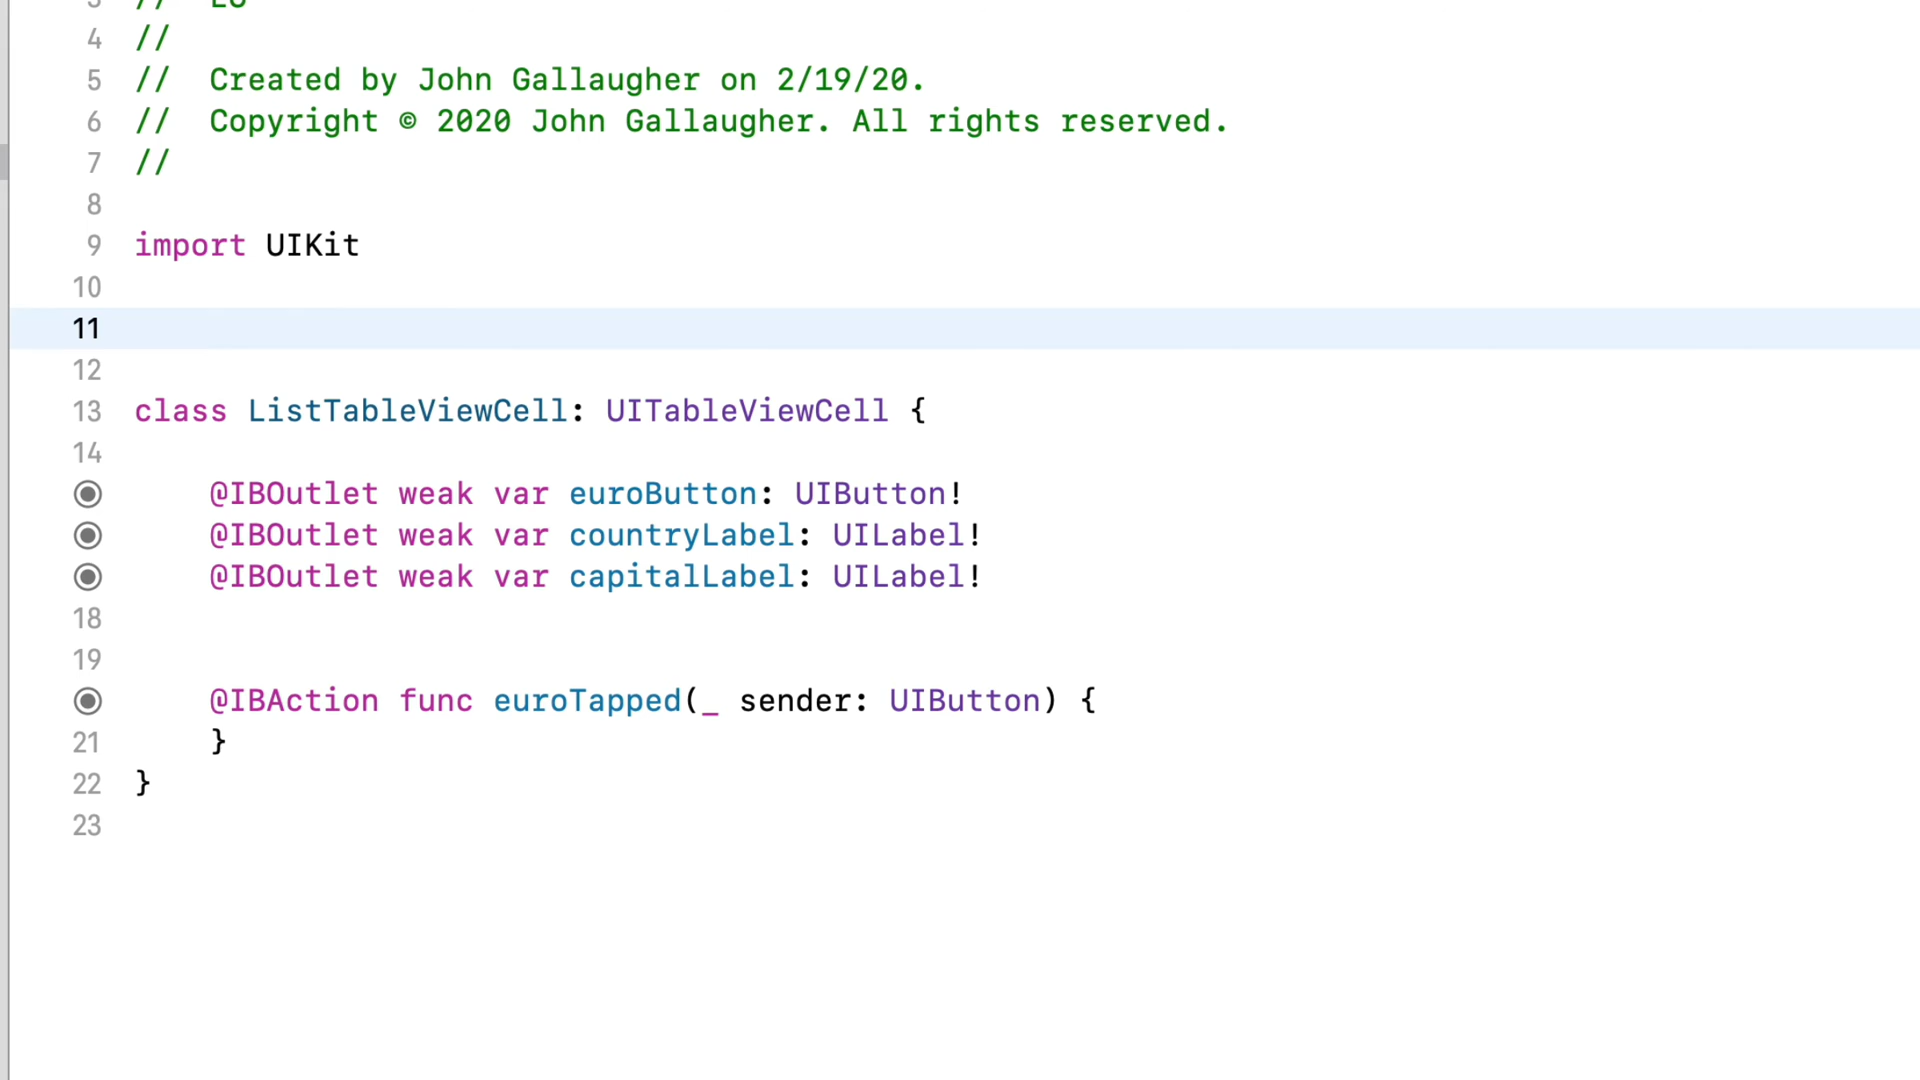 4 //
5 //  Created by John Gallaugher on 2/19/20.
6 //  Copyright © 2020 John Gallaugher. All rights reserved.
7 //
8
9 import UIKit
10
11
12
13 class ListTableViewCell: UITableViewCell {
14
@IBOutlet weak var euroButton: UIButton!
@IBOutlet weak var countryLabel: UILabel!
@IBOutlet weak var capitalLabel: UILabel!
18
19
@IBAction func euroTapped(_ sender: UIButton) {
21 }
22 }
23